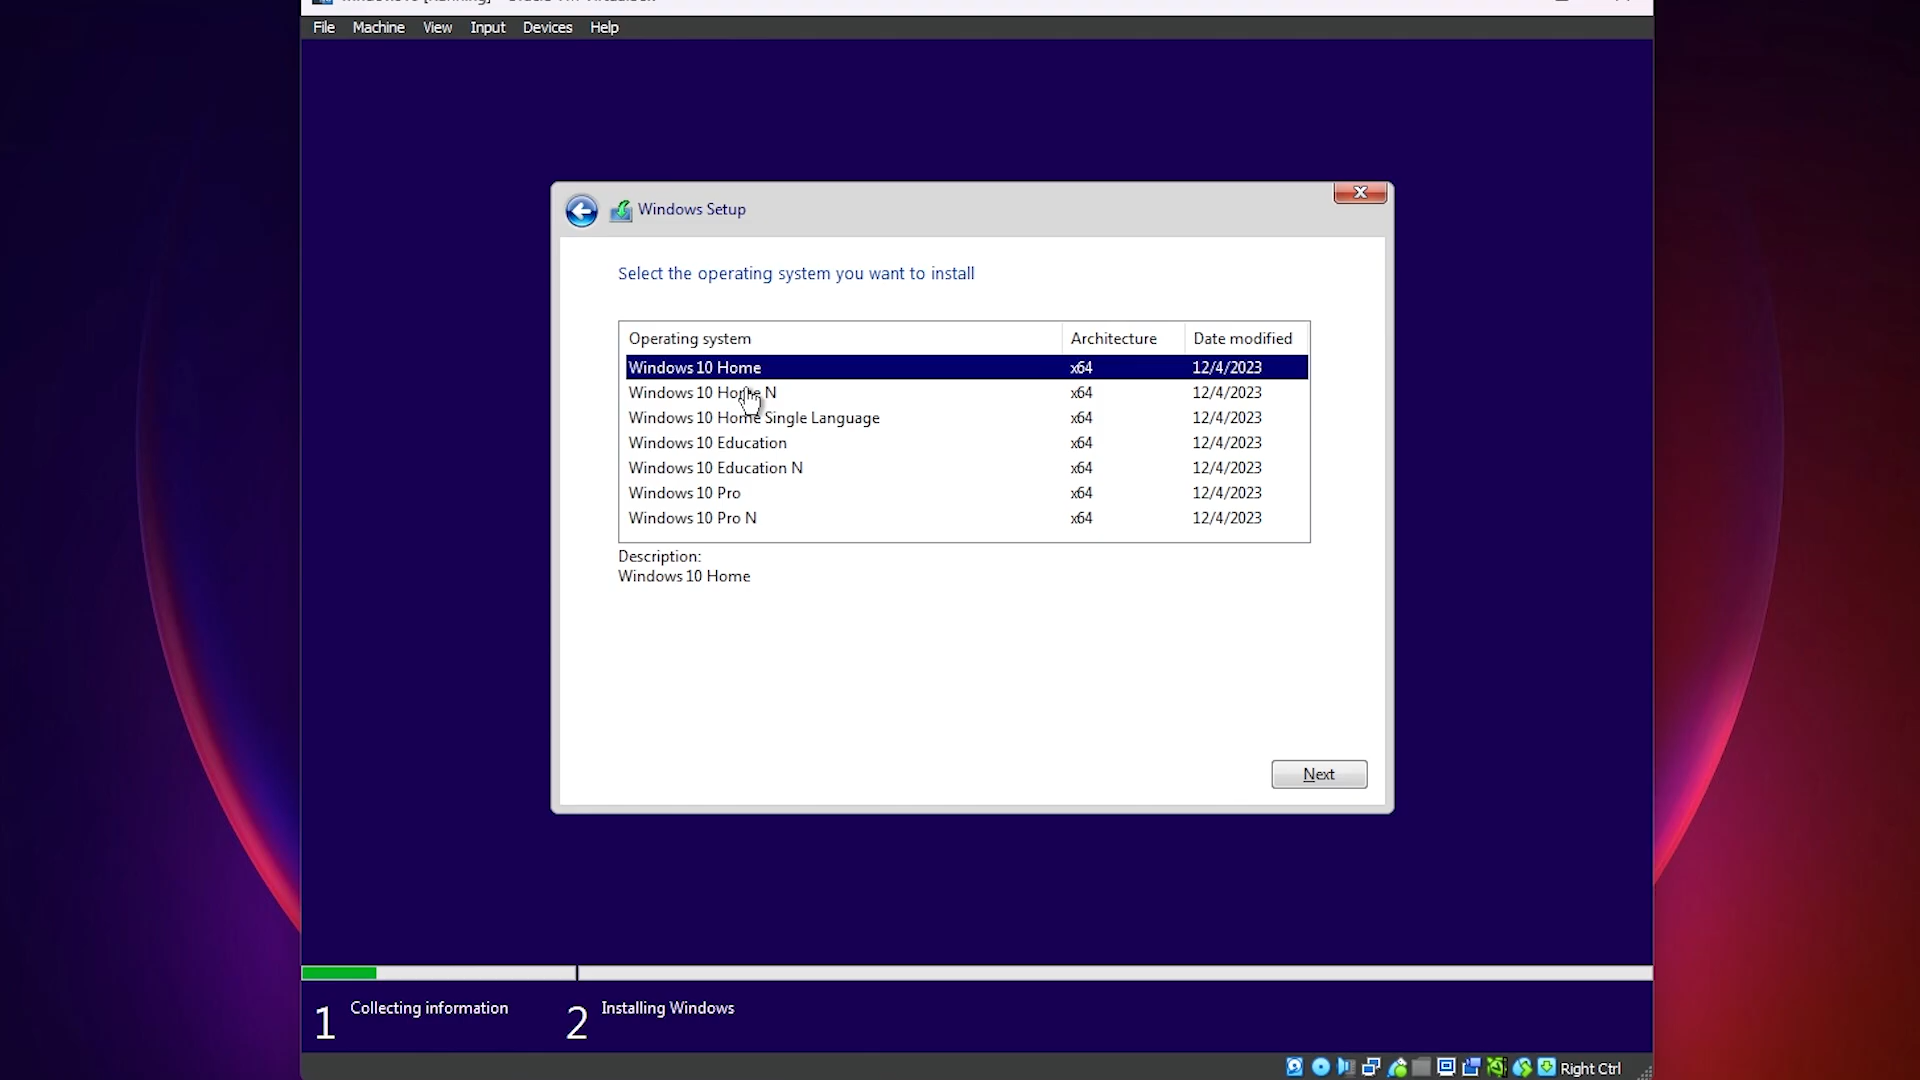 File Machine View Input Devices Help
Windows Setup
Select the operating system you want to install
Operating system Architecture Date modified
Windows 10 Home x64 12/4/2023
Windows 10 Home N x64 12/4/2023
Windows 10 Home Single Language x64 12/4/2023
Windows 10 Education x64 12/4/2023
Windows 10 Education N x64 12/4/2023
Windows 10 Pro x64 12/4/2023
Windows 10 Pro N x64 12/4/2023
Description:
Windows 10 Home
Next
1 Collecting information 2 Installing Windows
Right Ctrl